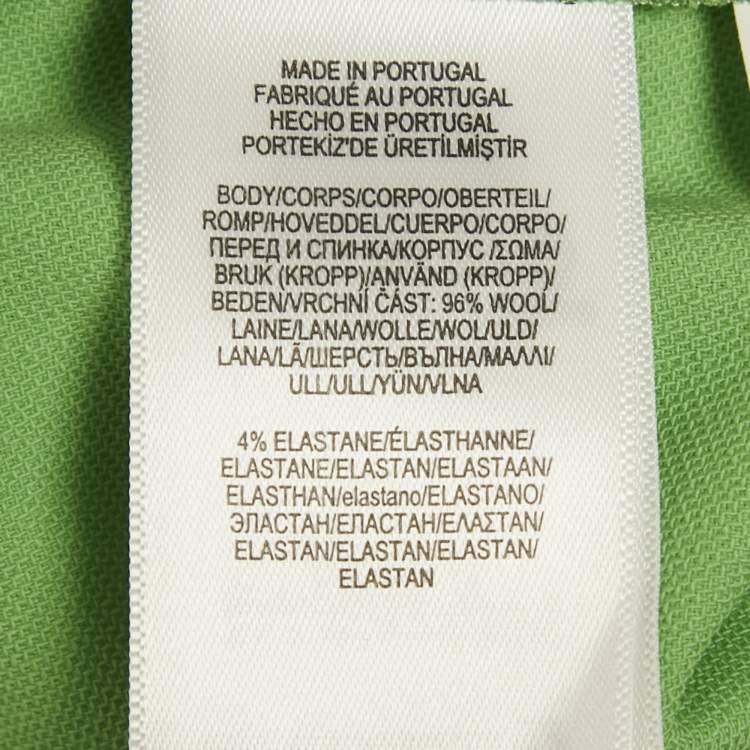 MADE IN PORTUGAL
FABRIQUÉ AU PORTUGAL
HECHO EN PORTUGAL
PORTEKİZ'DE ÜRETİLMİŞTİR
BODY/CORPS/CORPO/OBERTEIL/
ROMP/HOVEDDEL/CUERPO/CORPO/
ПЕРЕД И СПИНКА/КОРПУС /ΣΩΜΑ/
BRUK (KROPP)/ANVÄND (KROPP)/
BEDEN/VRCHNÍ ČÁST: 96% WOOL/
LAINE/LANA/WOLLE/WOL/ULD/
LANA/LÃ/ШЕРСТЬ/ВЪЛНА/ΜΑΛΛΙ/
ULL/ULL/YÜN/VLNA
4% ELASTANE/ÉLASTHANNE/
ELASTANE/ELASTAN/ELASTAAN/
ELASTHAN/elastano/ELASTANO/
ЭЛАСТАН/ЕЛАСТАН/ΕΛΑΣΤΑΝ/
ELASTAN/ELASTAN/ELASTAN/
ELASTAN